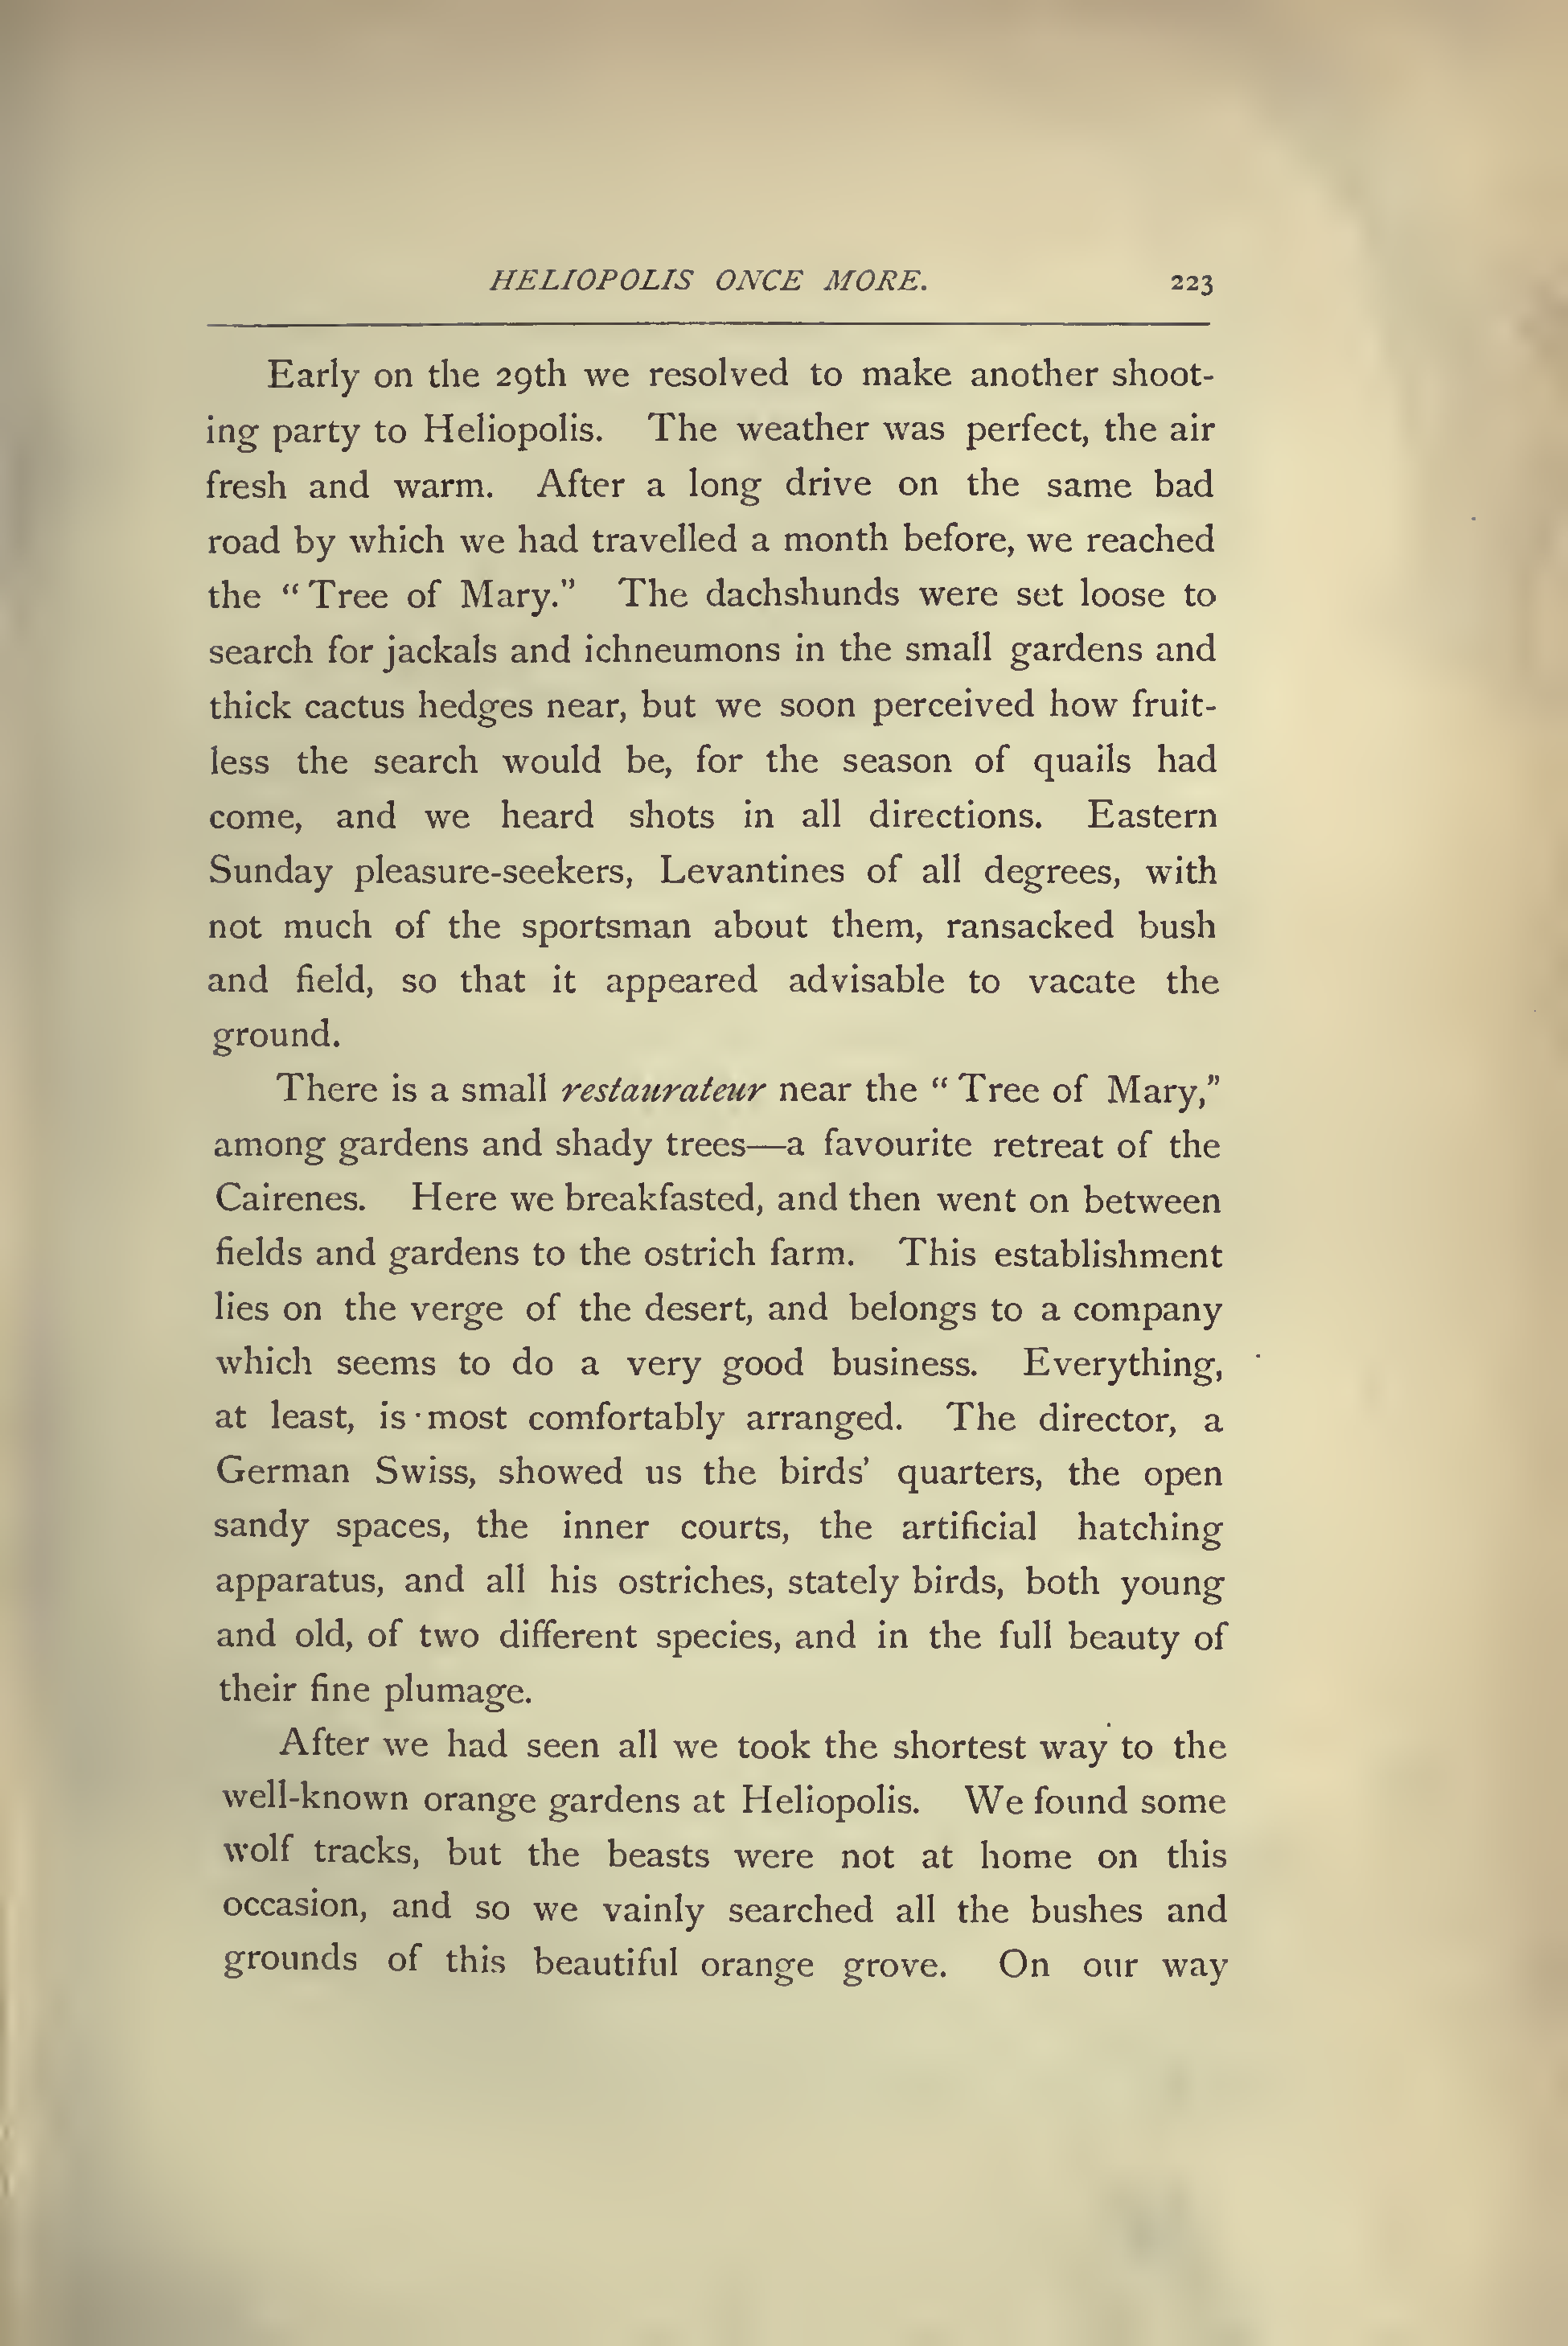 HELIOPOLIS ONCE MORE. 223
Early on the 29th we resolved to make another shoot-
ing party to Heliopolis. The weather was perfect, the air
fresh and warm. After a long drive on the same bad
road by which we had travelled a month before, we reached
the “Tree of Mary.” The dachshunds were set loose to
search for jackals and ichneumons in the small gardens and
thick cactus hedges near, but we soon perceived how fruit-
less the search would be, for the season of quails had
come, and we heard shots in all directions. Eastern
Sunday pleasure-seekers, Levantines of all degrees, with
not much of the sportsman about them, ransacked bush
and field, so that it appeared advisable to vacate the
ground.
There is a small restaurateur near the “Tree of Mary,”
among gardens and shady trees—a favourite retreat of the
Cairenes. Here we breakfasted, and then went on between
fields and gardens to the ostrich farm. This establishment
lies on the verge of the desert, and belongs to a company
which seems to do a very good business. Everything,
at least, is most comfortably arranged. The director, a
German Swiss, showed us the birds’ quarters, the open
sandy spaces, the inner courts, the artificial hatching
apparatus, and all his ostriches, stately birds, both young
and old, of two different species, and in the full beauty of
their fine plumage.
After we had seen all we took the shortest way to the
well-known orange gardens at Heliopolis. We found some
wolf tracks, but the beasts were not at home on this
occasion, and so we vainly searched all the bushes and
grounds of this beautiful orange grove. On our way